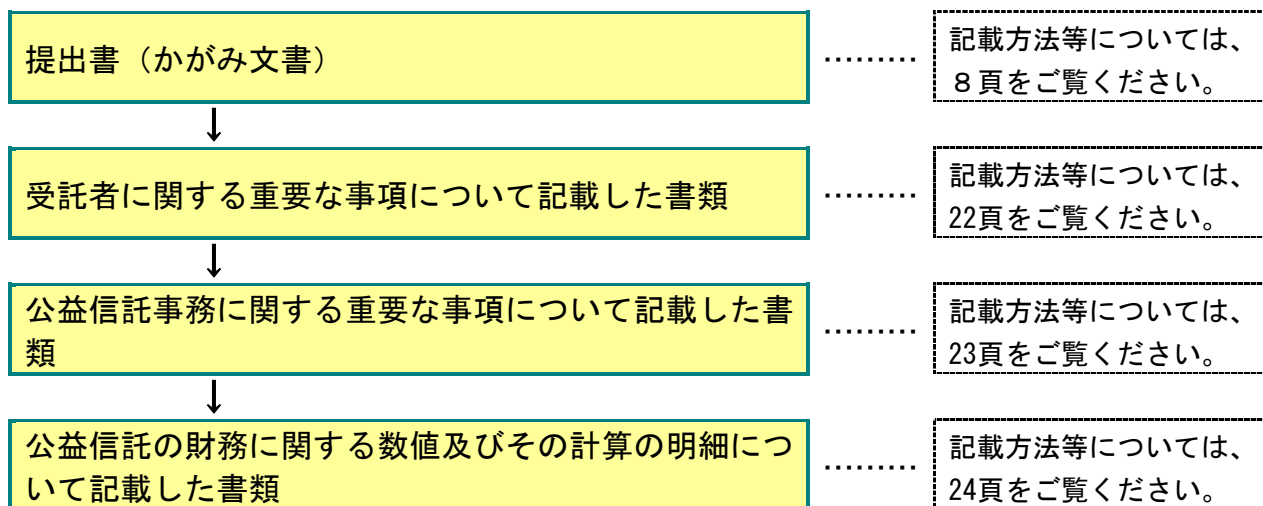 提出書（かがみ文書）
………
記載方法等については、
８頁をご覧ください。
↓
受託者に関する重要な事項について記載した書類
………
記載方法等については、
22頁をご覧ください。
↓
公益信託事務に関する重要な事項について記載した書
類
………
記載方法等については、
23頁をご覧ください。
↓
公益信託の財務に関する数値及びその計算の明細につ
いて記載した書類
………
記載方法等については、
24頁をご覧ください。